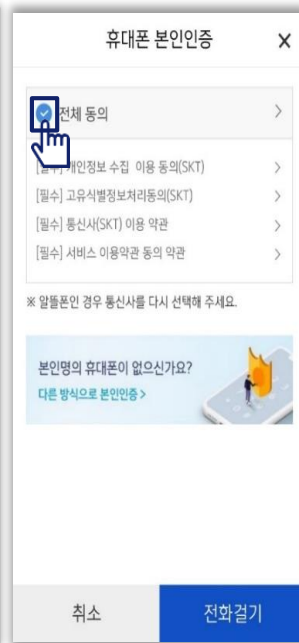 휴대폰 본인인증
전체 동의
[필수] 개인정보 수집 이용 동의(SKT)
[필수] 고유식별정보처리동의(SKT)
[필수] 통신사(SKT) 이용 약관
[필수] 서비스 이용약관 동의 약관
※ 알뜰폰인 경우 통신사를 다시 선택해 주세요.
본인명의 휴대폰이 없으신가요?
다른 방식으로 본인인증 >
취소
전화걸기